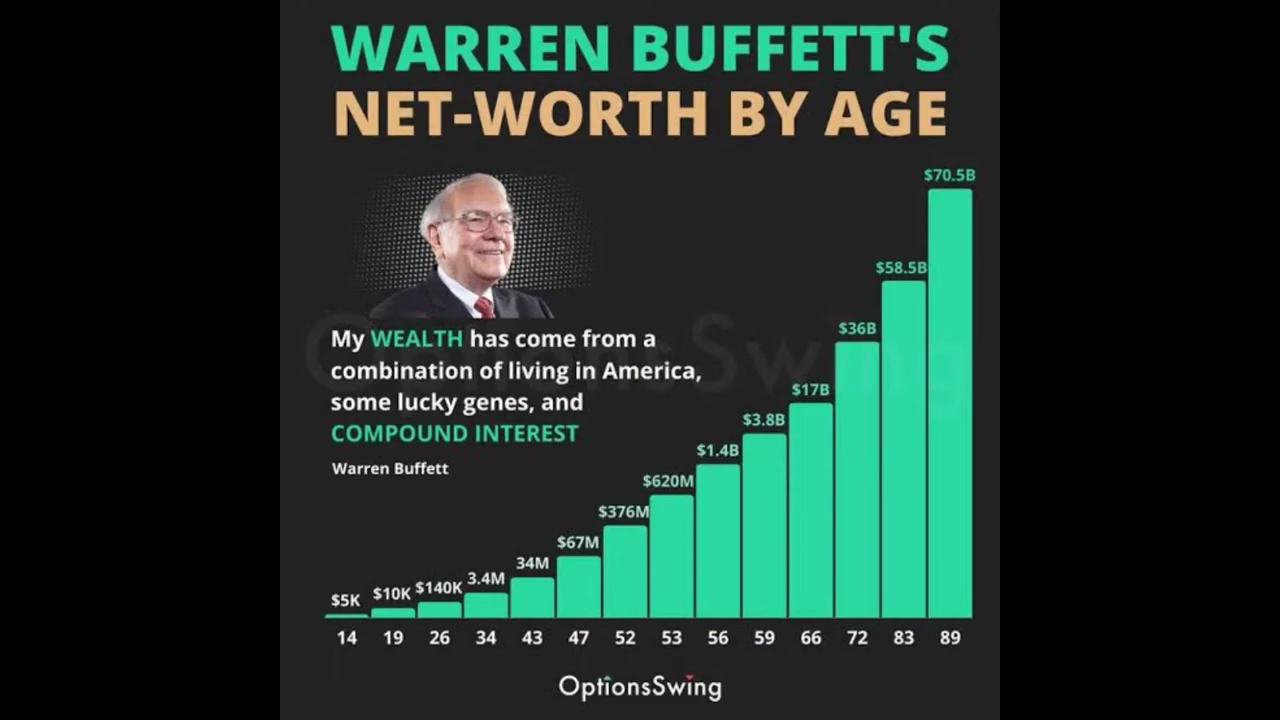 WARREN BUFFETT'S
NET-WORTH BY AGE
My WEALTH has come from a
combination of living in America,
some lucky genes, and
COMPOUND INTEREST
Warren Buffett
$5K $10K $140K 3.4M 34M $67M $376M $620M $1.4B $3.8B $17B $36B $58.5B $70.5B
14 19 26 34 43 47 52 53 56 59 66 72 83 89
OptionsSwing
OptionsSwing